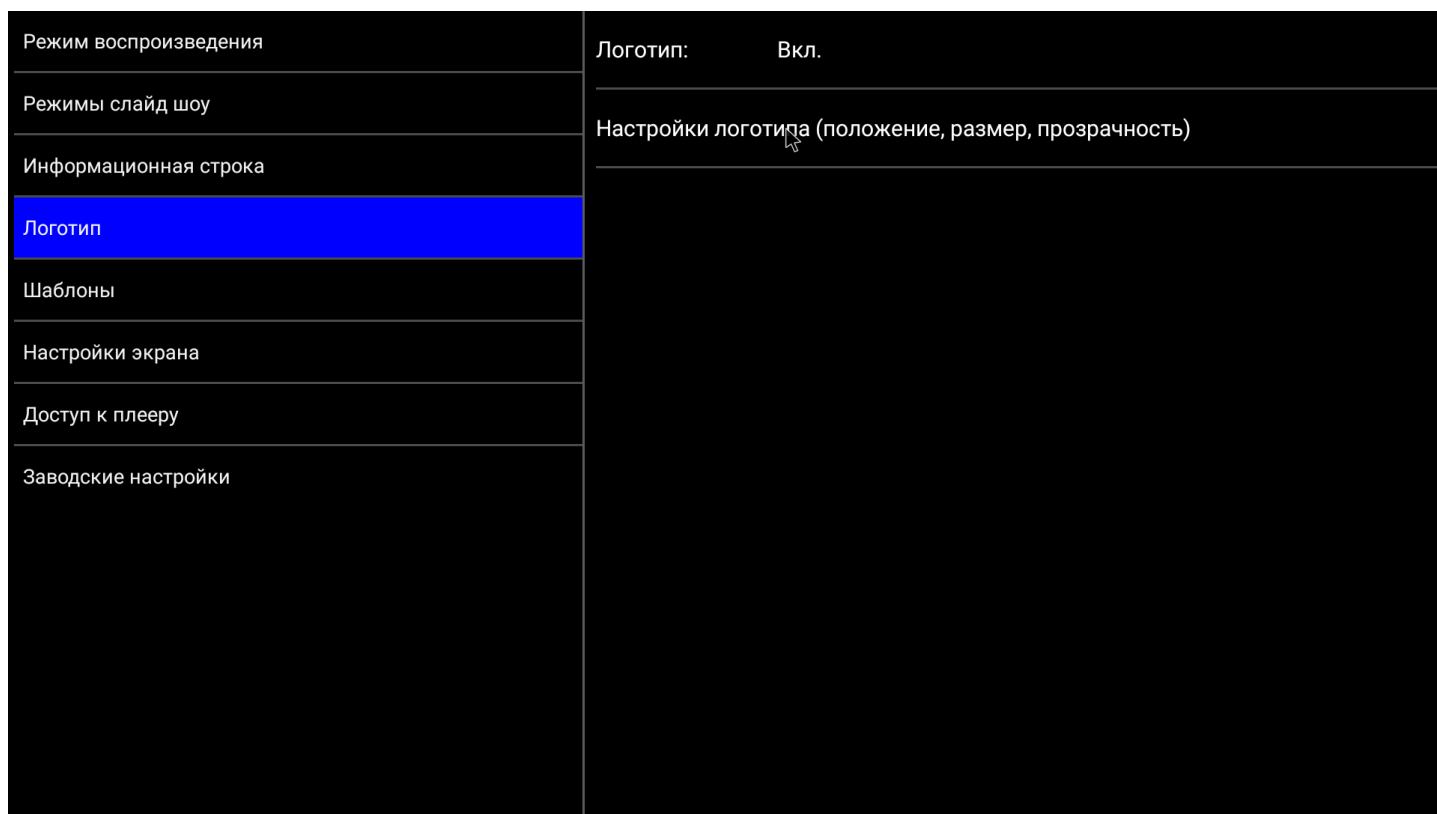 Режим воспроизведения
Режимы слайд шоу
Информационная строка
Логотип
Шаблоны
Настройки экрана
Доступ к плееру
Заводские настройки
Логотип: Вкл.
Настройки логотипа (положение, размер, прозрачность)